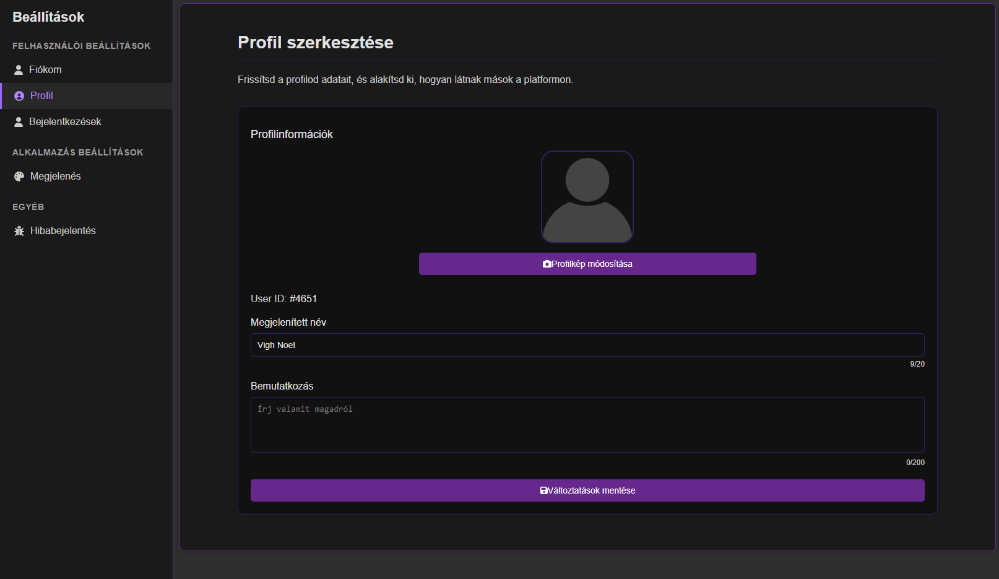 Beállítások
FELHASZNÁLÓI BEÁLLÍTÁSOK
Fiókom
Profil
Bejelentkezések
ALKALMAZÁS BEÁLLÍTÁSOK
Megjelenés
EGYÉB
Hibabejelentés
Profil szerkesztése
Frissítsd a profilod adatait, és alakítsd ki, hogyan látnak mások a platformon.
Profilinformációk
Profilkép módosítása
User ID: #4651
Megjelenített név
Vigh Noel
9/20
Bemutatkozás
Írj valamit magadról
0/200
Változtatások mentése